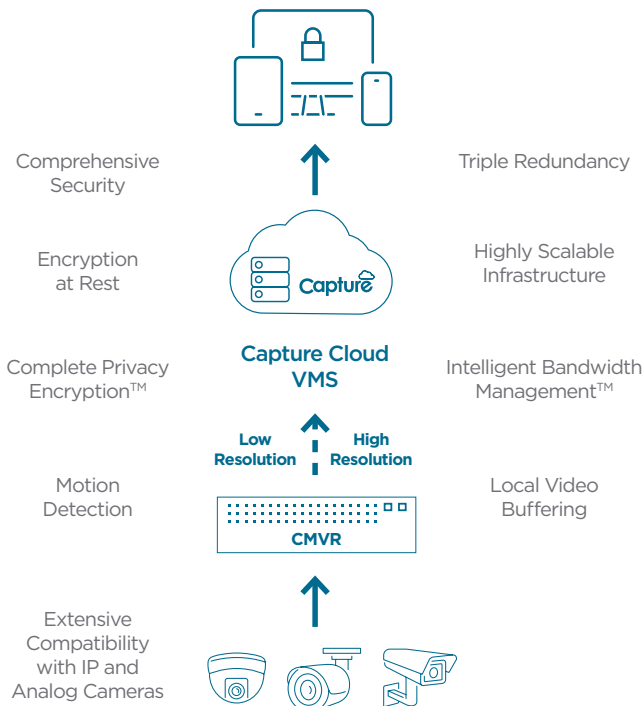 Comprehensive
Security
Triple Redundancy
Encryption
at Rest
Capture
Highly Scalable
Infrastructure
Complete Privacy
Encryption™
Capture Cloud
VMS
Intelligent Bandwidth
Management™
Low
Resolution
High
Resolution
Motion
Detection
CMVR
Local Video
Buffering
Extensive
Compatibility
with IP and
Analog Cameras